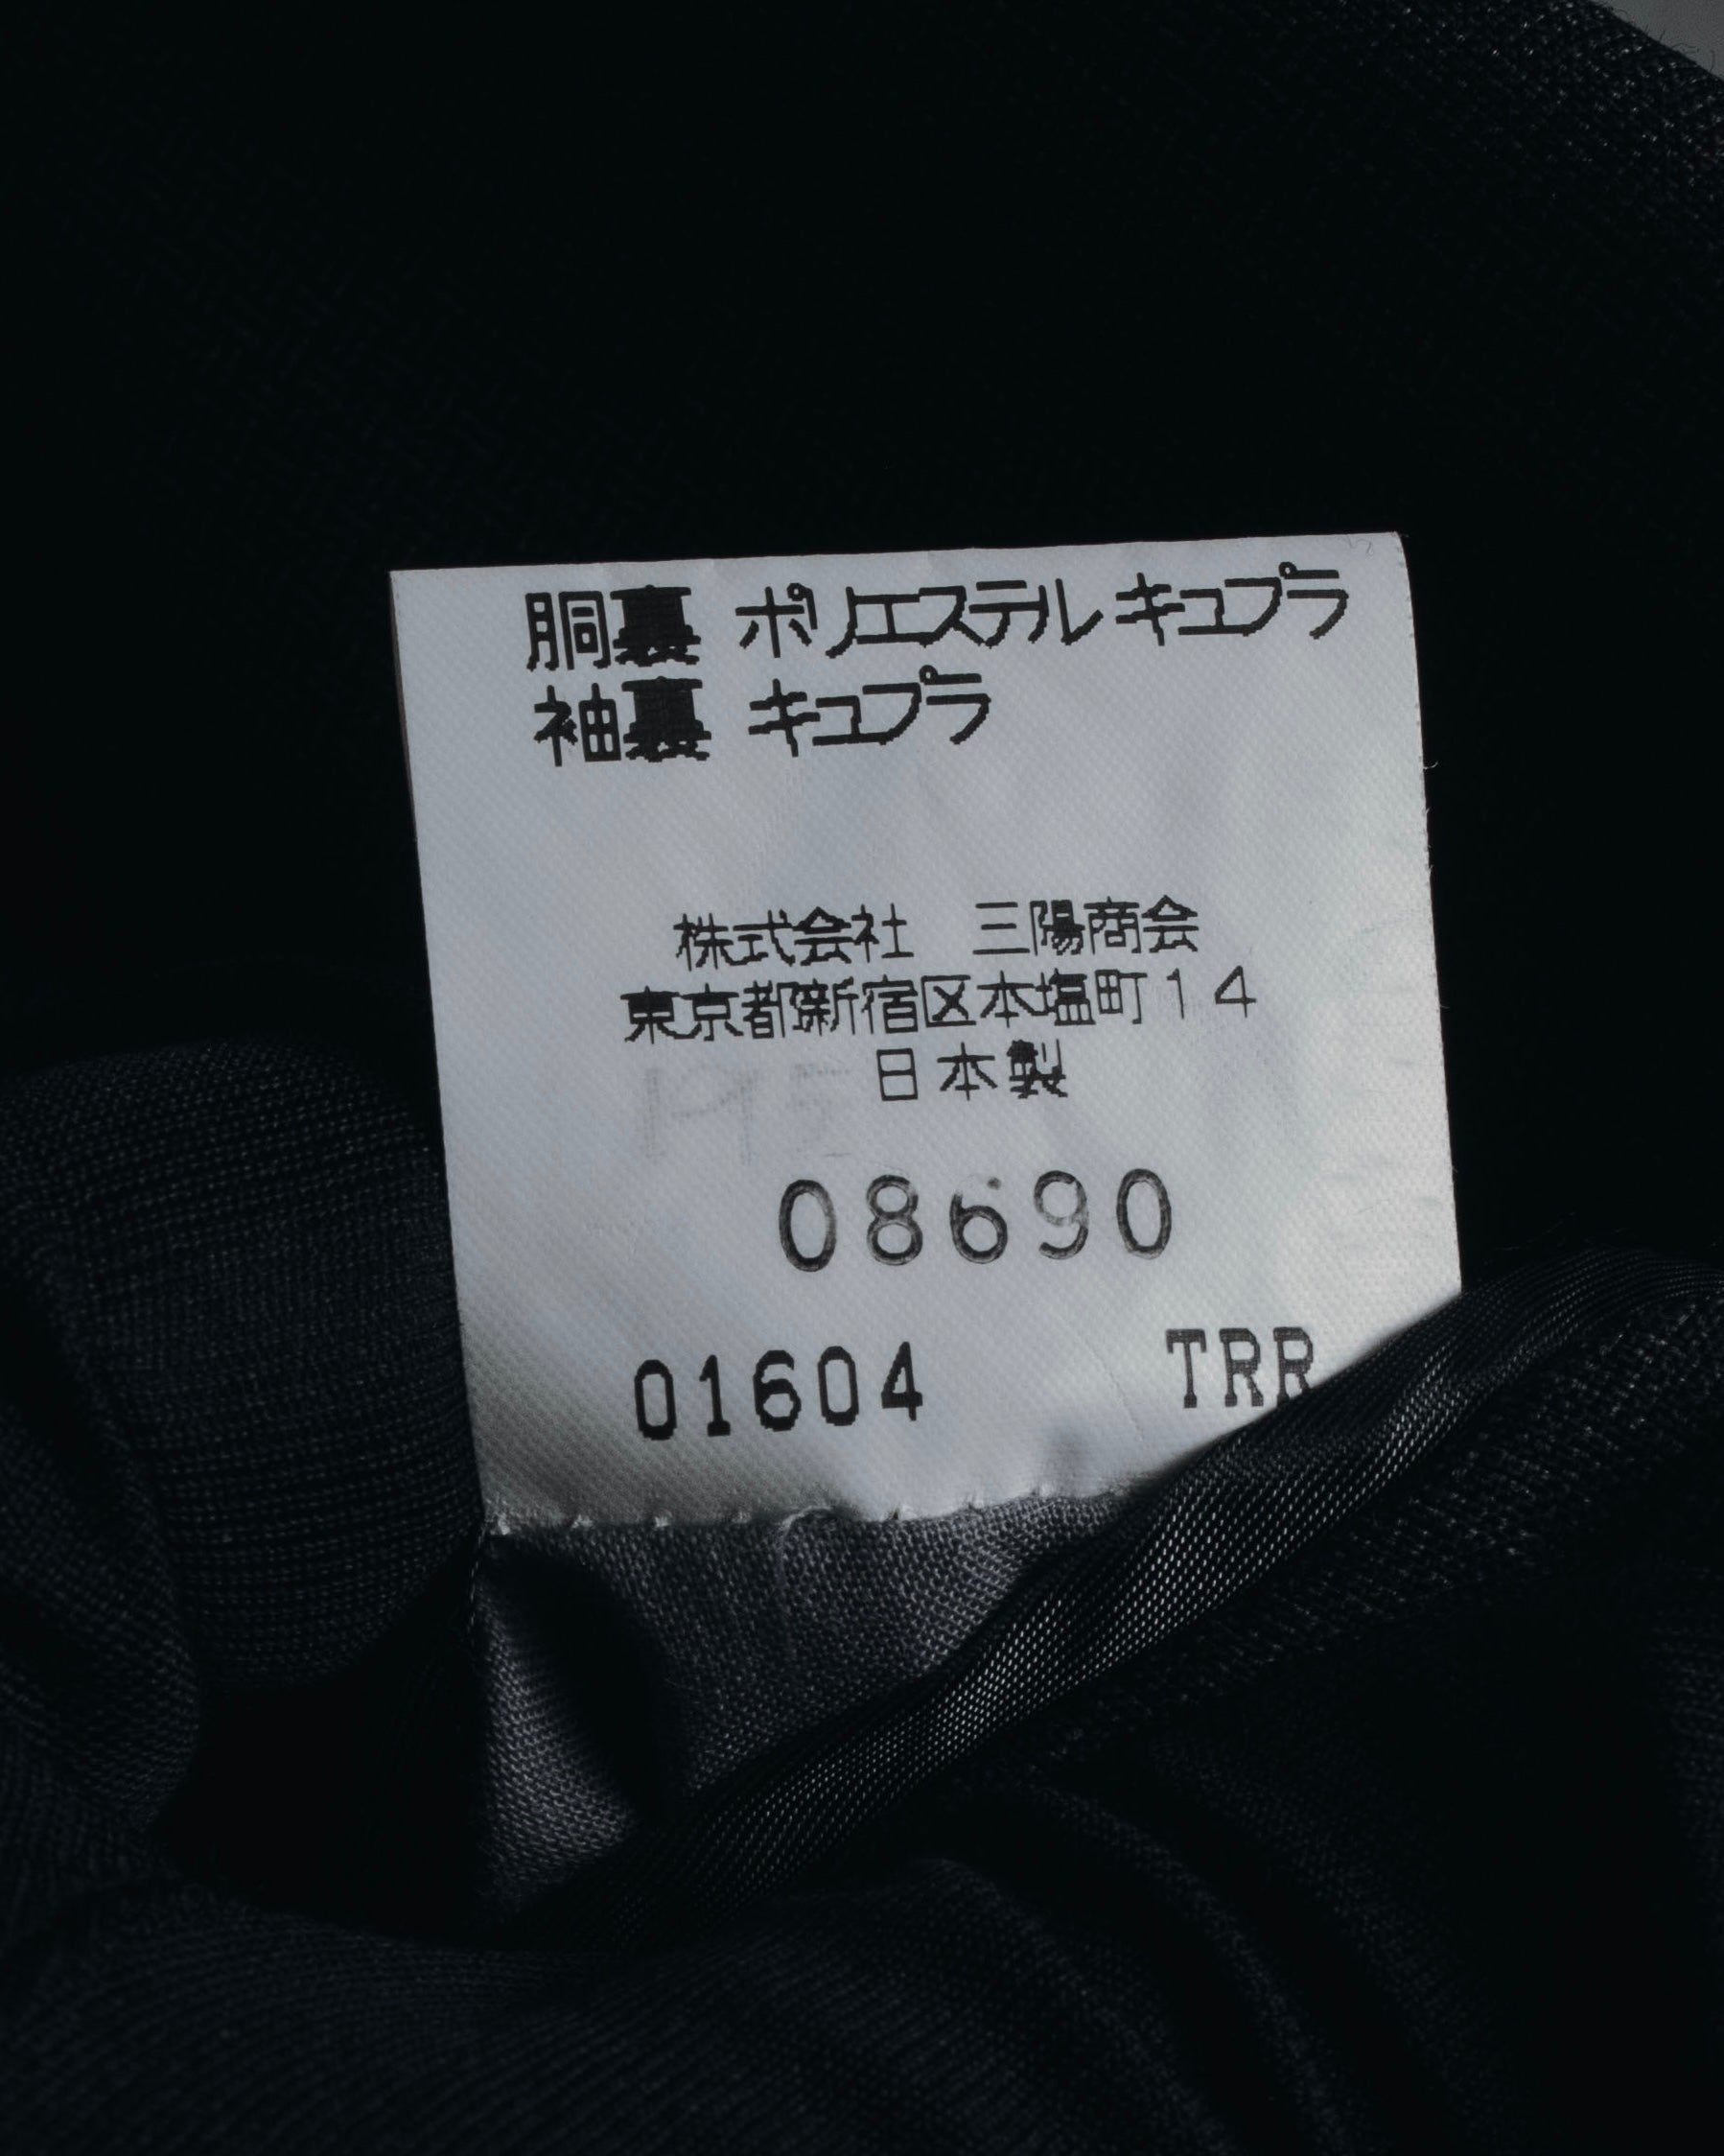 胴裏 ポリエステルキュプラ
袖裏 キュプラ
株式会社 三陽商会
東京都新宿区本塩町14
日本製
08690
01604 TRR